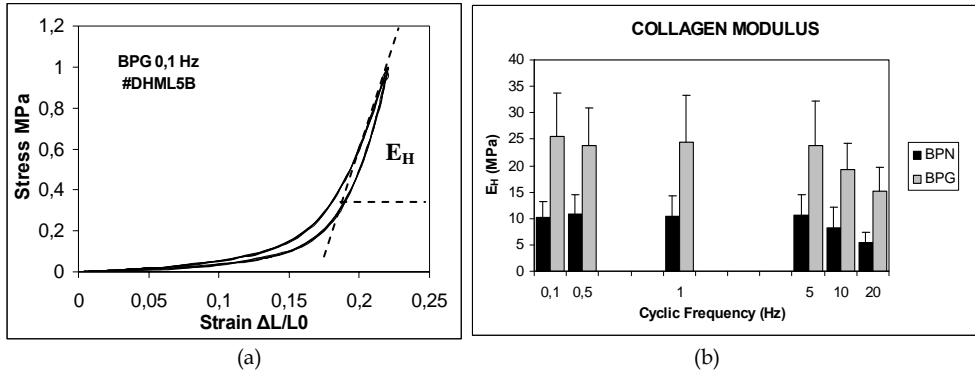 BPG 0,1 Hz
#DHML5B
Stress MPa
1,2
1
0,8
0,6
0,4
0,2
0
E_H
0 0,05 0,1 0,15 0,2 0,25
Strain ΔL/L0
(a)
COLLAGEN MODULUS
E_H (MPa)
40
35
30
25
20
15
10
5
0
BPN
BPG
0,1 0,5 1 5 10 20
Cyclic Frequency (Hz)
(b)